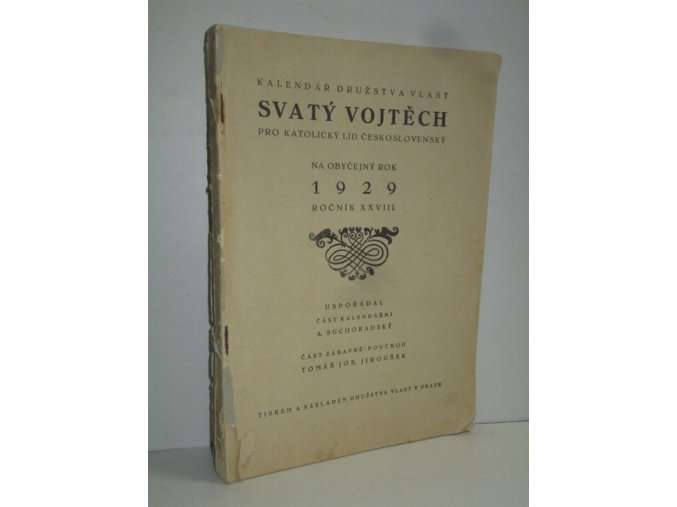 KALENDÁŘ DRUŽSTVA VLAST
SVATÝ VOJTĚCH
PRO KATOLICKÝ LID ČESKOSLOVENSKÝ
NA OBYČEJNÝ ROK
1929
ROČNÍK XXVIII.
USPOŘÁDAL
ČÁST KALENDÁŘNÍ
A. SUCHORADSKÝ
ČÁST ZÁBAVNĚ-POUČNOU
TOMÁŠ JOS. JIROUŠEK
TISKEM A NÁKLADEM DRUŽSTVA VLASTI V PRAZE